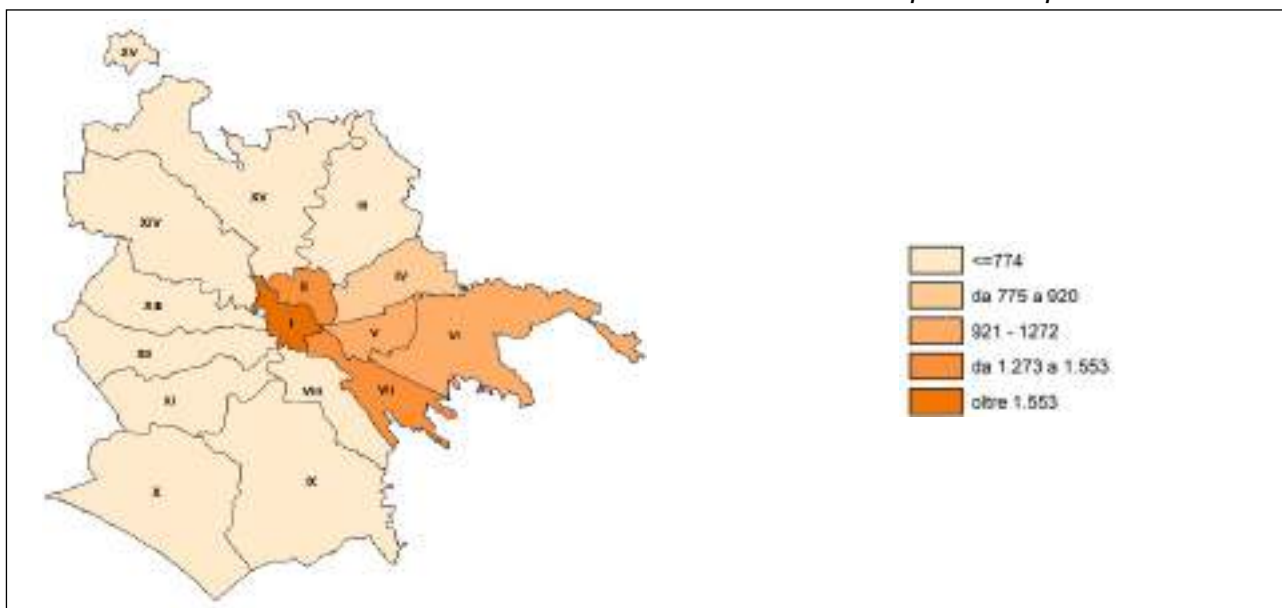 XV
XV
III
XIV
IV
II
XIII
I
V
VI
XII
VIII
VII
XI
IX
X
<=774
da 775 a 920
921 - 1272
da 1.273 a 1.553
oltre 1.553